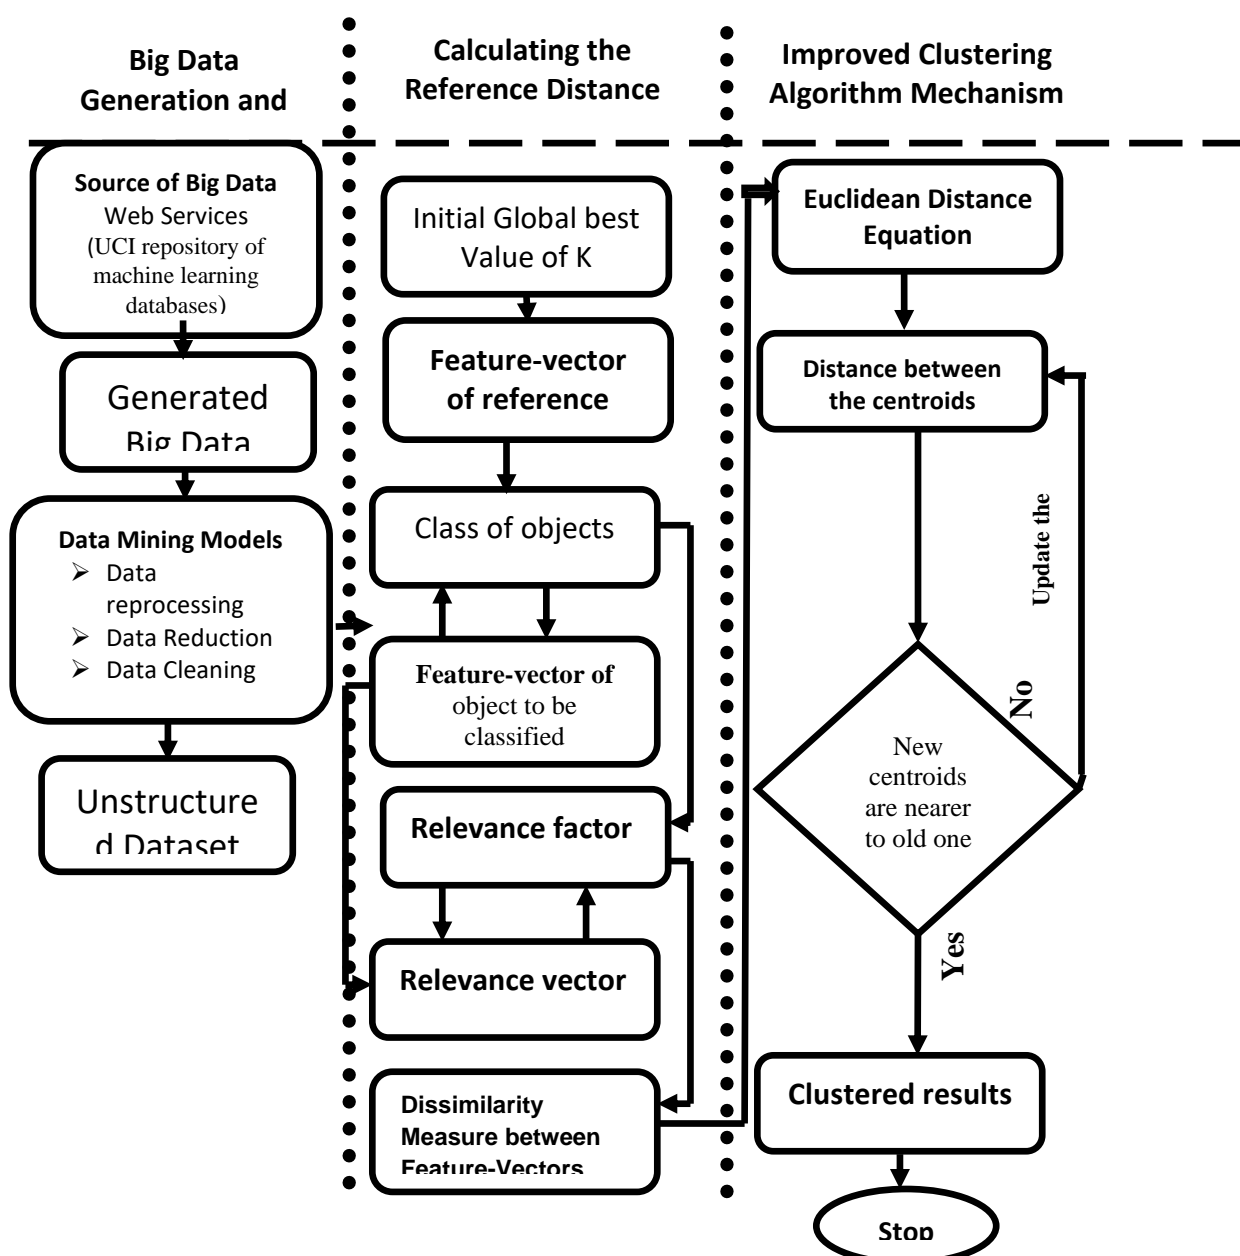 Big Data
Generation and
Source of Big Data
Web Services
(UCI repository of
machine learning
databases)
Generated
Big Data
Data Mining Models
➢ Data
reprocessing
➢ Data Reduction
➢ Data Cleaning
Unstructure
d Dataset
Calculating the
Reference Distance
Initial Global best
Value of K
Feature-vector
of reference
Class of objects
Feature-vector of
object to be
classified
Relevance factor
Relevance vector
Dissimilarity
Measure between
Feature-Vectors
Improved Clustering
Algorithm Mechanism
Euclidean Distance
Equation
Distance between
the centroids
Update the
No
New
centroids
are nearer
to old one
Yes
Clustered results
Stop